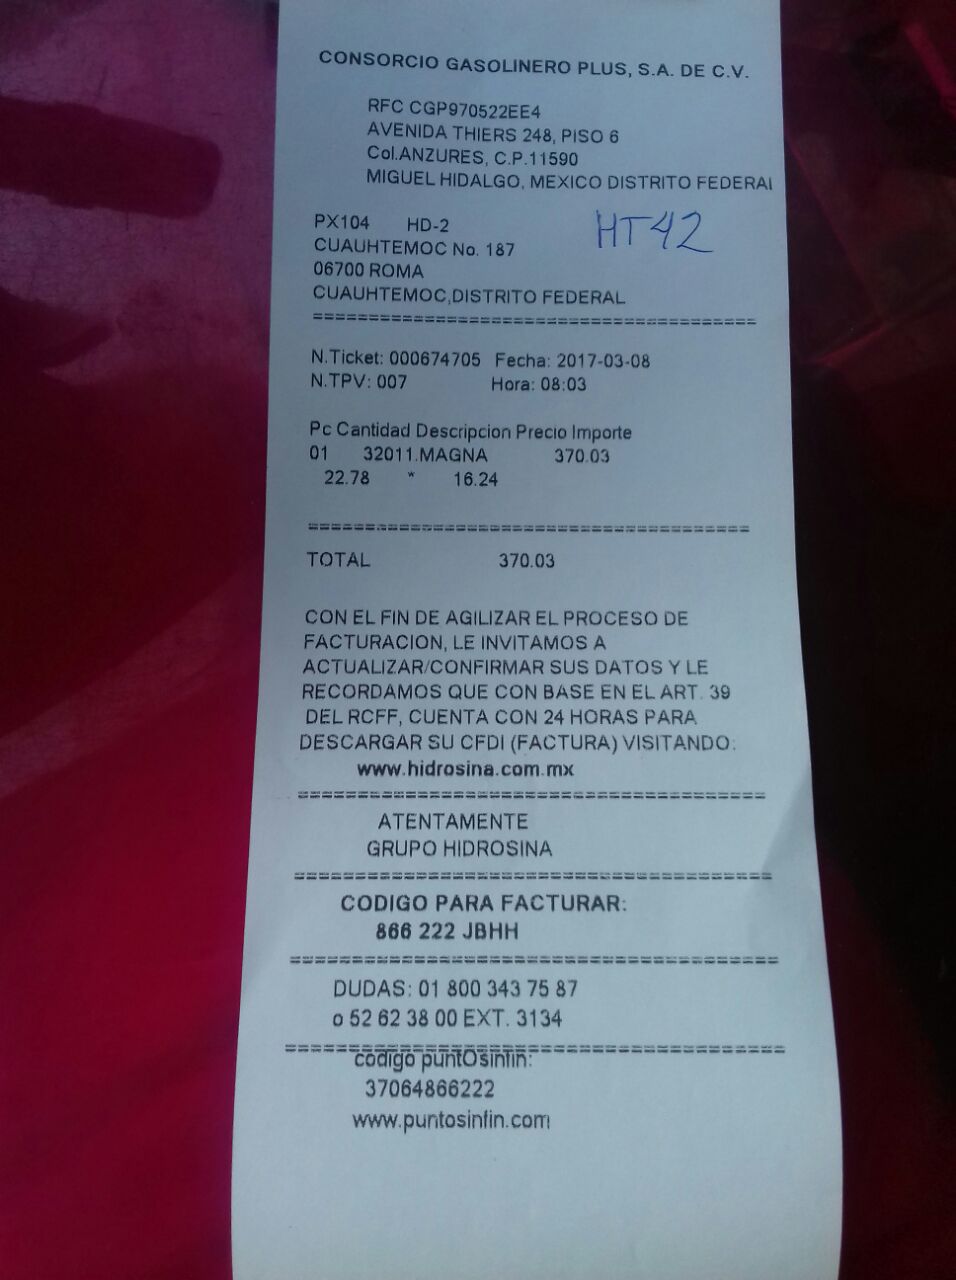 CONSORCIO GASOLINERO PLUS, S.A. DE C.V.
RFC CGP970522EE4
AVENIDA THIERS 248, PISO 6
Col.ANZURES, C.P.11590
MIGUEL HIDALGO, MEXICO DISTRITO FEDERAL
PX104 HD-2 HT42
CUAUHTEMOC No. 187
06700 ROMA
CUAUHTEMOC,DISTRITO FEDERAL
N.Ticket: 000674705 Fecha: 2017-03-08
N.TPV: 007 Hora: 08:03
Pc Cantidad Descripcion Precio Importe
01 32011.MAGNA 370.03
22.78 * 16.24
TOTAL 370.03
CON EL FIN DE AGILIZAR EL PROCESO DE
FACTURACION, LE INVITAMOS A
ACTUALIZAR/CONFIRMAR SUS DATOS Y LE
RECORDAMOS QUE CON BASE EN EL ART. 39
DEL RCFF, CUENTA CON 24 HORAS PARA
DESCARGAR SU CFDI (FACTURA) VISITANDO:
www.hidrosina.com.mx
ATENTAMENTE
GRUPO HIDROSINA
CODIGO PARA FACTURAR:
866 222 JBHH
DUDAS: 01 800 343 75 87
o 52 62 38 00 EXT. 3134
codigo puntOsinfin:
37064866222
www.puntosinfin.com